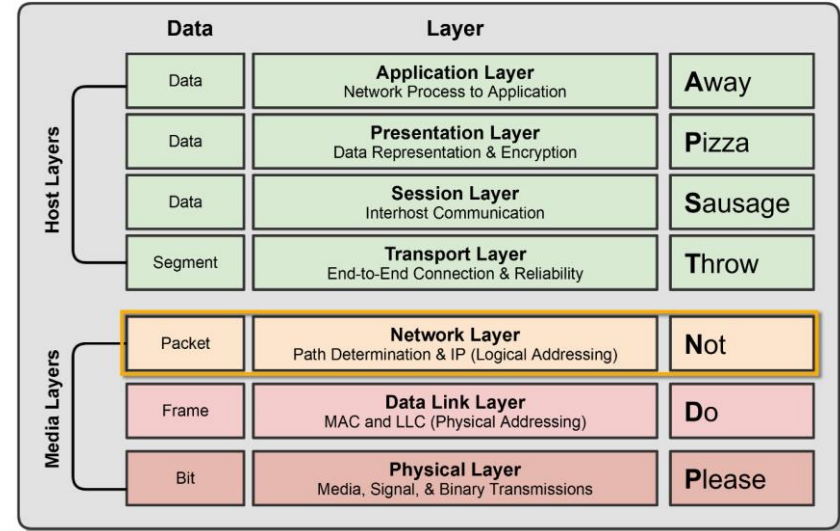 Data Layer
Host Layers
Data
Application Layer
Network Process to Application
Away
Data
Presentation Layer
Data Representation & Encryption
Pizza
Data
Session Layer
Interhost Communication
Sausage
Segment
Transport Layer
End-to-End Connection & Reliability
Throw
Media Layers
Packet
Network Layer
Path Determination & IP (Logical Addressing)
Not
Frame
Data Link Layer
MAC and LLC (Physical Addressing)
Do
Bit
Physical Layer
Media, Signal, & Binary Transmissions
Please